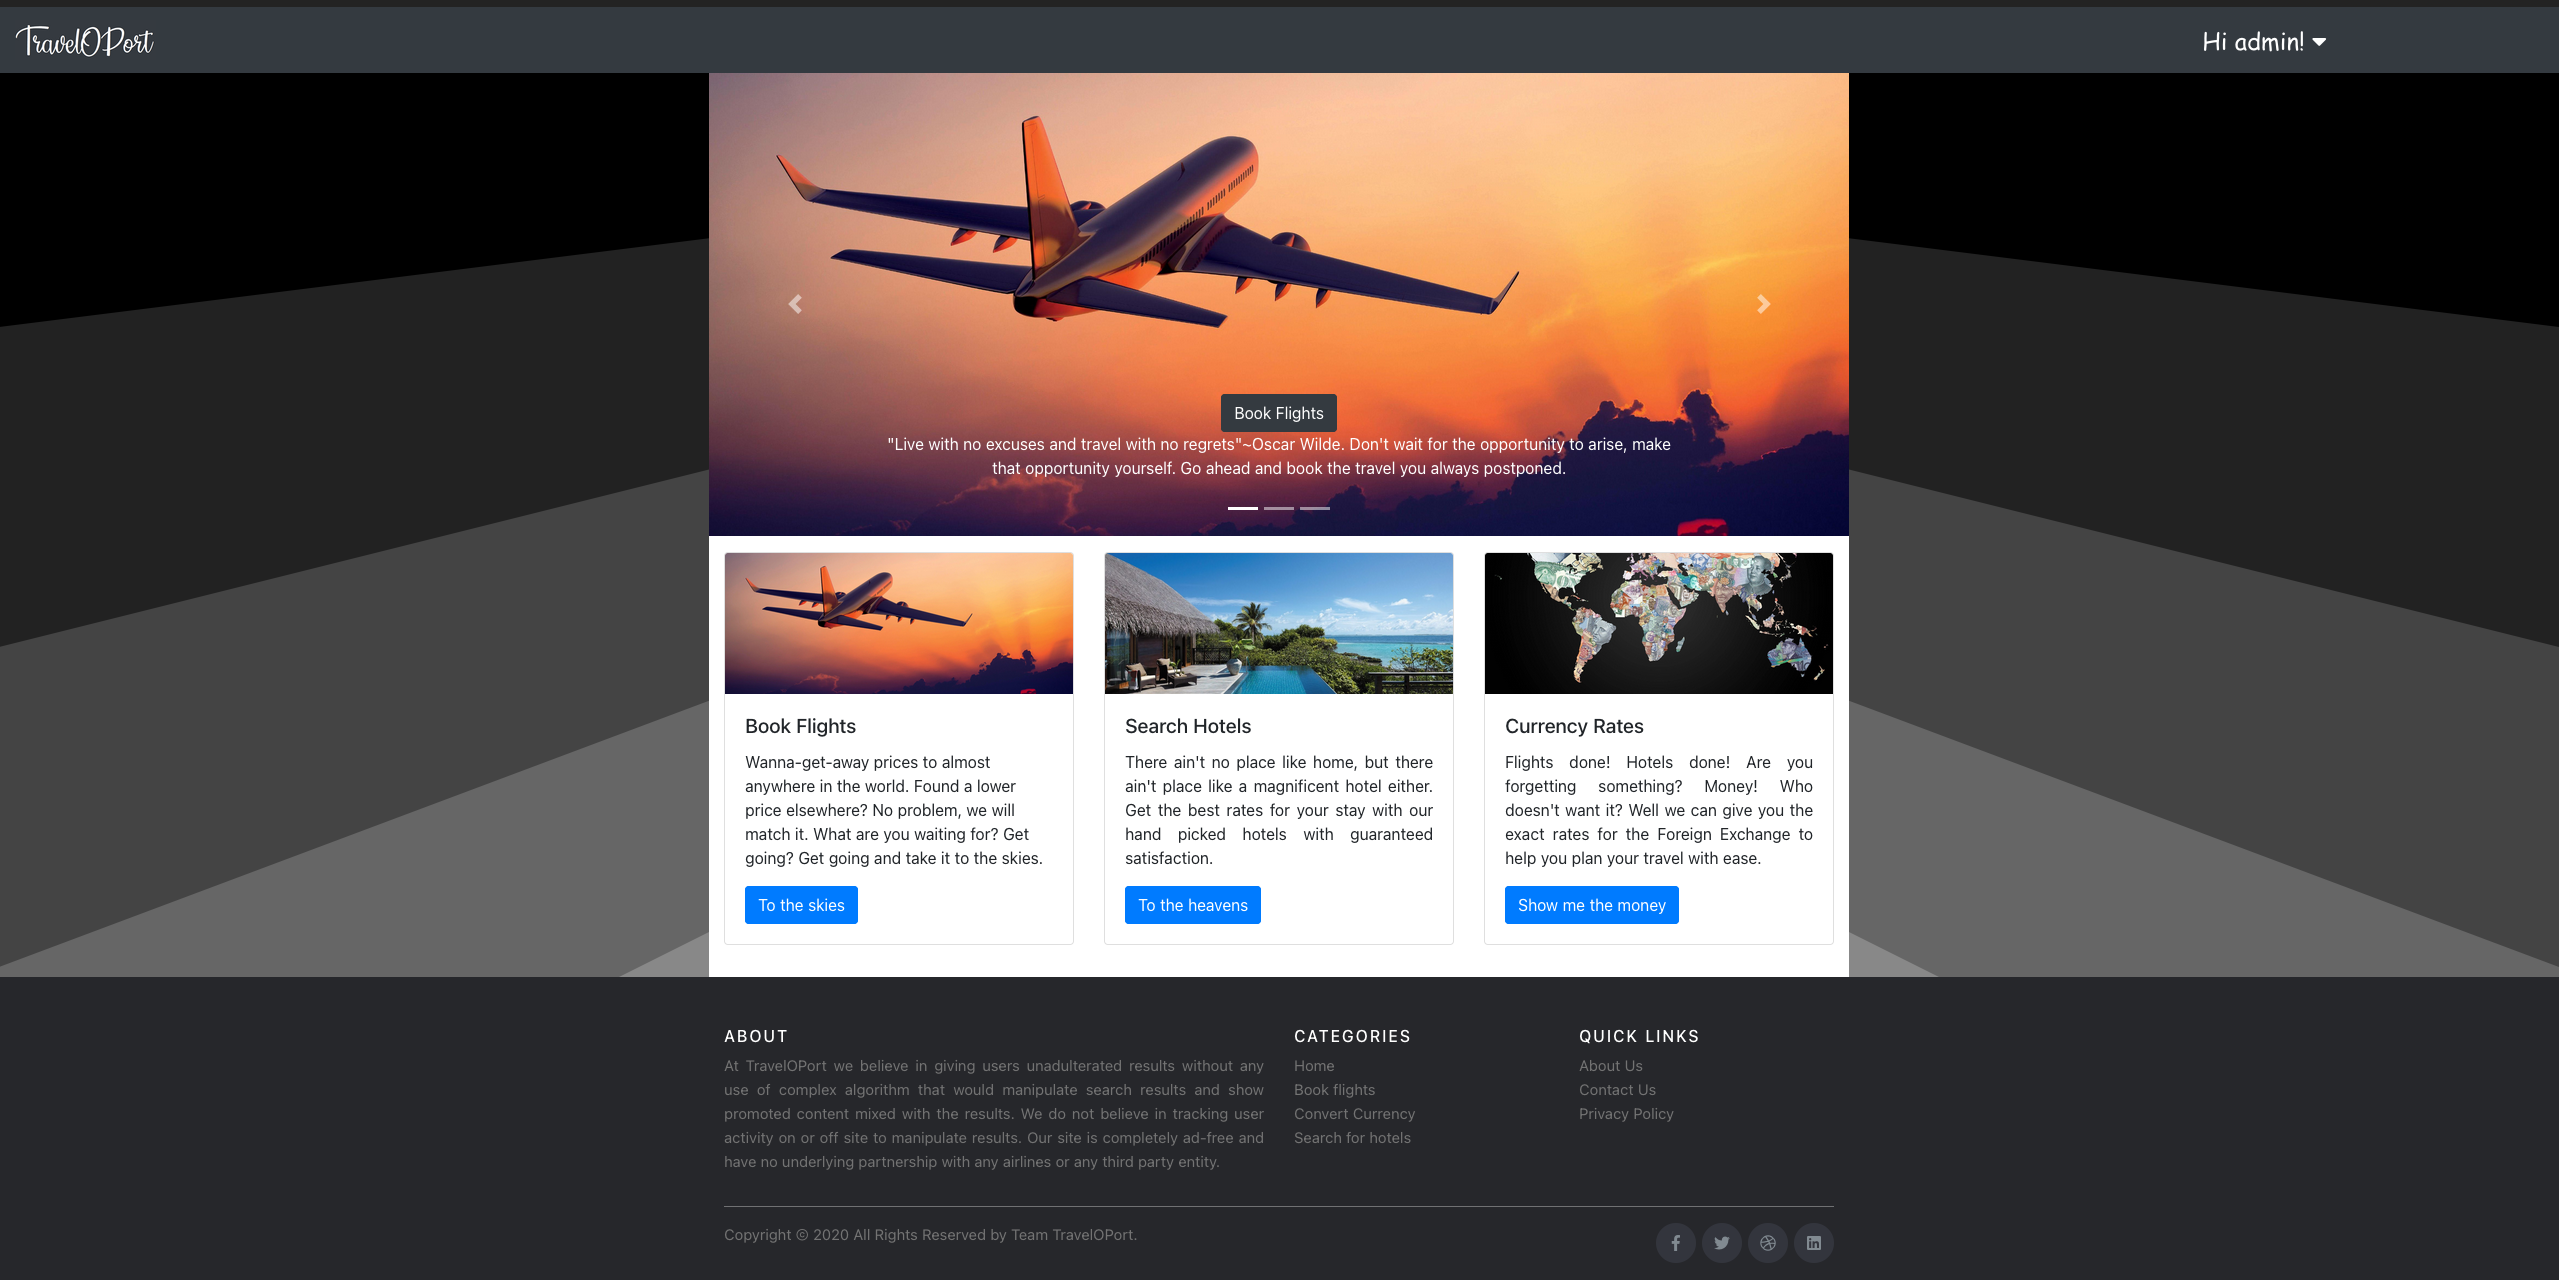 TravelOPort
Hi admin!
Book Flights
"Live with no excuses and travel with no regrets"~Oscar Wilde. Don't wait for the opportunity to arise, make
that opportunity yourself. Go ahead and book the travel you always postponed.
Book Flights
Wanna-get-away prices to almost
anywhere in the world. Found a lower
price elsewhere? No problem, we will
match it. What are you waiting for? Get
going? Get going and take it to the skies.
To the skies
Search Hotels
There ain't no place like home, but there
ain't place like a magnificent hotel either.
Get the best rates for your stay with our
hand picked hotels with guaranteed
satisfaction.
To the heavens
Currency Rates
Flights done! Hotels done! Are you
forgetting something? Money! Who
doesn't want it? Well we can give you the
exact rates for the Foreign Exchange to
help you plan your travel with ease.
Show me the money
ABOUT
At TravelOPort we believe in giving users unadulterated results without any
use of complex algorithm that would manipulate search results and show
promoted content mixed with the results. We do not believe in tracking user
activity on or off site to manipulate results. Our site is completely ad-free and
have no underlying partnership with any airlines or any third party entity.
CATEGORIES
Home
Book flights
Convert Currency
Search for hotels
QUICK LINKS
About Us
Contact Us
Privacy Policy
Copyright © 2020 All Rights Reserved by Team TravelOPort.